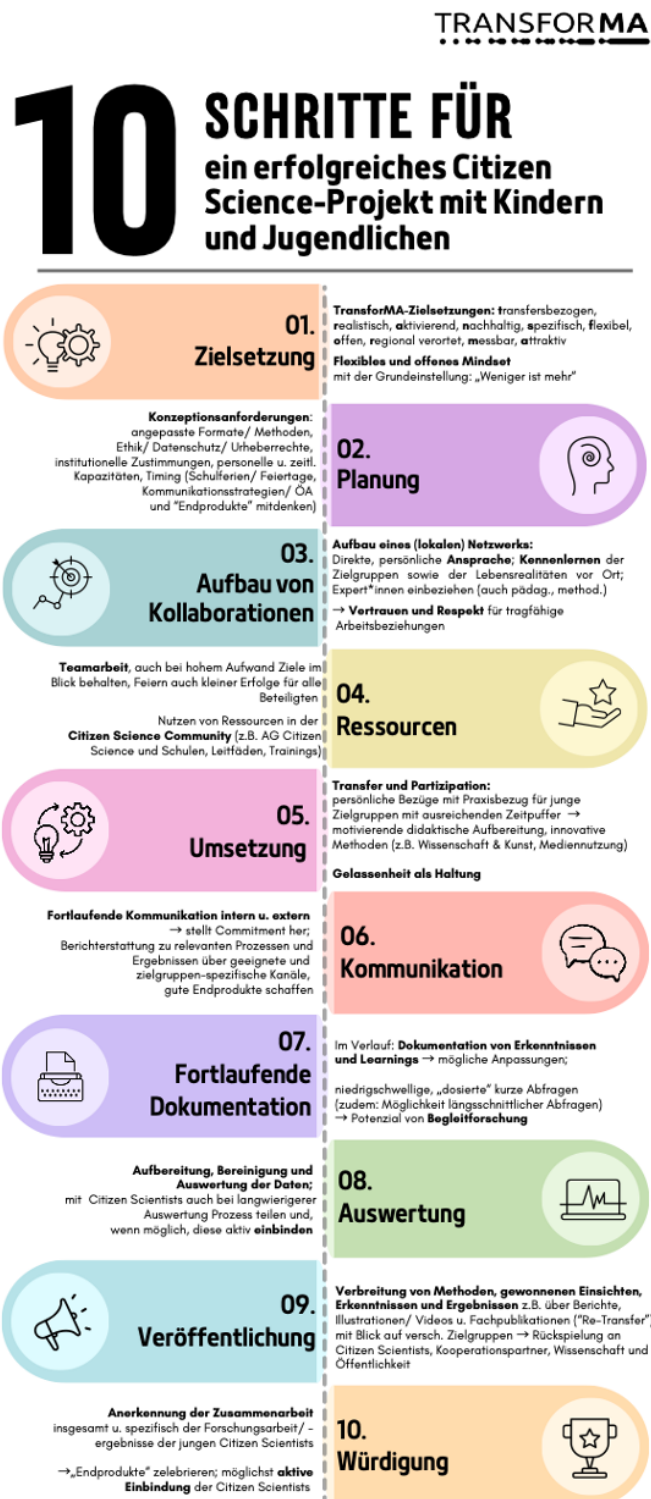 TRANSFORMA
10
SCHRITTE FÜR
ein erfolgreiches Citizen
Science-Projekt mit Kindern
und Jugendlichen
01.
Zielsetzung
TransforMA-Zielsetzungen: transfersbezogen,
realistisch, aktivierend, nachhaltig, spezifisch, flexibel,
offen, regional verortet, messbar, attraktiv
Flexibles und offenes Mindset
mit der Grundeinstellung: „Weniger ist mehr“
Konzeptionsanforderungen:
angepasste Formate/ Methoden,
Ethik/ Datenschutz/ Urheberrechte,
institutionelle Zustimmungen, personelle u. zeitl.
Kapazitäten, Timing (Schulferien/ Feiertage,
Kommunikationsstrategien/ ÖA
und "Endprodukte" mitdenken)
02.
Planung
03.
Aufbau von
Kollaborationen
Aufbau eines (lokalen) Netzwerks:
Direkte, persönliche Ansprache; Kennenlernen der
Zielgruppen sowie der Lebensrealitäten vor Ort;
Expert*innen einbeziehen (auch pädag., method.)
→ Vertrauen und Respekt für tragfähige
Arbeitsbeziehungen
Teamarbeit, auch bei hohem Aufwand Ziele im
Blick behalten, Feiern auch kleiner Erfolge für alle
Beteiligten
Nutzen von Ressourcen in der
Citizen Science Community (z.B. AG Citizen
Science und Schulen, Leitfäden, Trainings)
04.
Ressourcen
05.
Umsetzung
Transfer und Partizipation:
persönliche Bezüge mit Praxisbezug für junge
Zielgruppen mit ausreichenden Zeitpuffer →
motivierende didaktische Aufbereitung, innovative
Methoden (z.B. Wissenschaft & Kunst, Mediennutzung)
Gelassenheit als Haltung
Fortlaufende Kommunikation intern u. extern
→ stellt Commitment her;
Berichterstattung zu relevanten Prozessen und
Ergebnissen über geeignete und
zielgruppen-spezifische Kanäle,
gute Endprodukte schaffen
06.
Kommunikation
07.
Fortlaufende
Dokumentation
Im Verlauf: Dokumentation von Erkenntnissen
und Learnings → mögliche Anpassungen;
niedrigschwellige, „dosierte“ kurze Abfragen
(zudem: Möglichkeit längsschnittlicher Abfragen)
→ Potenzial von Begleitforschung
Aufbereitung, Bereinigung und
Auswertung der Daten;
mit Citizen Scientists auch bei langwierigerer
Auswertung Prozess teilen und,
wenn möglich, diese aktiv einbinden
08.
Auswertung
09.
Veröffentlichung
Verbreitung von Methoden, gewonnenen Einsichten,
Erkenntnissen und Ergebnissen z.B. über Berichte,
Illustrationen/ Videos u. Fachpublikationen ("Re-Transfer")
mit Blick auf versch. Zielgruppen → Rückspielung an
Citizen Scientists, Kooperationspartner, Wissenschaft und
Öffentlichkeit
Anerkennung der Zusammenarbeit
insgesamt u. spezifisch der Forschungsarbeit/ -
ergebnisse der jungen Citizen Scientists
→„Endprodukte“ zelebrieren; möglichst aktive
Einbindung der Citizen Scientists
10.
Würdigung